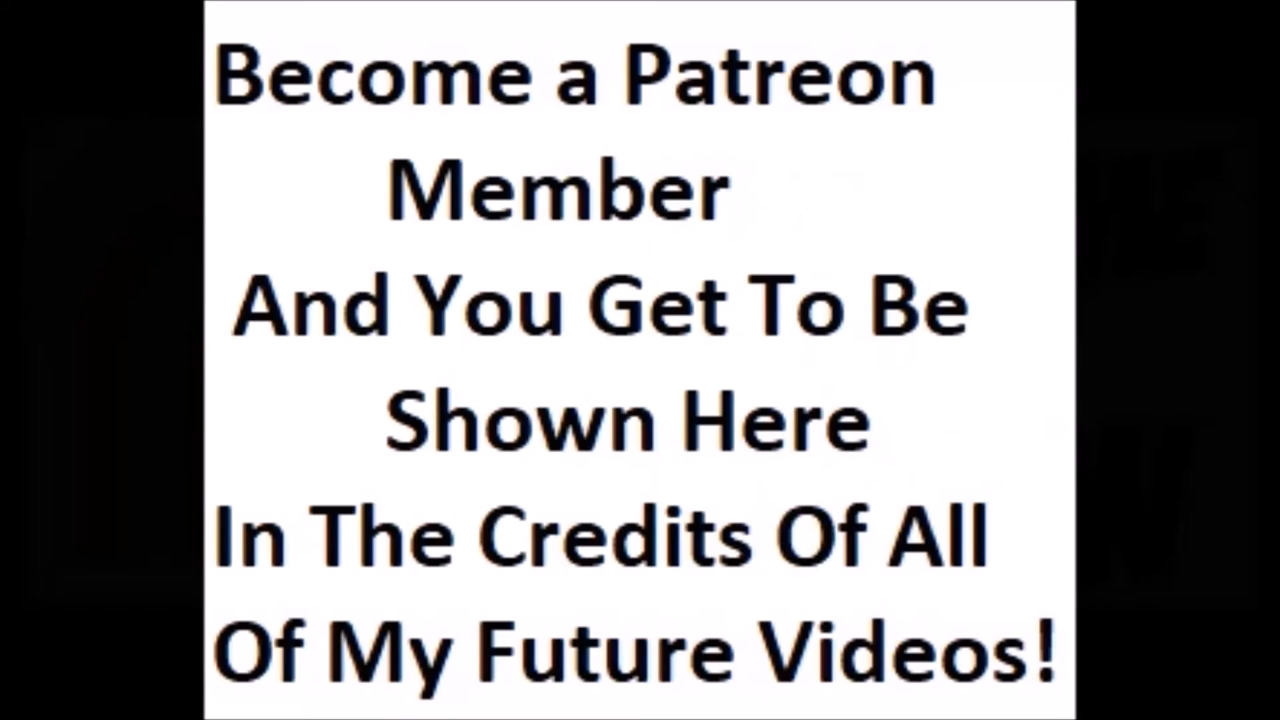 Become a Patreon
Member
And You Get To Be
Shown Here
In The Credits Of All
Of My Future Videos!